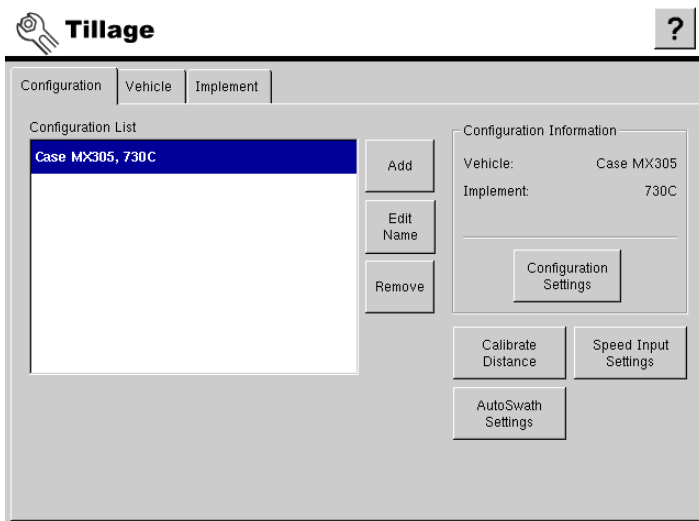 Tillage
?
Configuration
Vehicle
Implement
Configuration List
Case MX305, 730C
Add
Edit
Name
Remove
Configuration Information
Vehicle: Case MX305
Implement: 730C
Configuration
Settings
Calibrate
Distance
Speed Input
Settings
AutoSwath
Settings